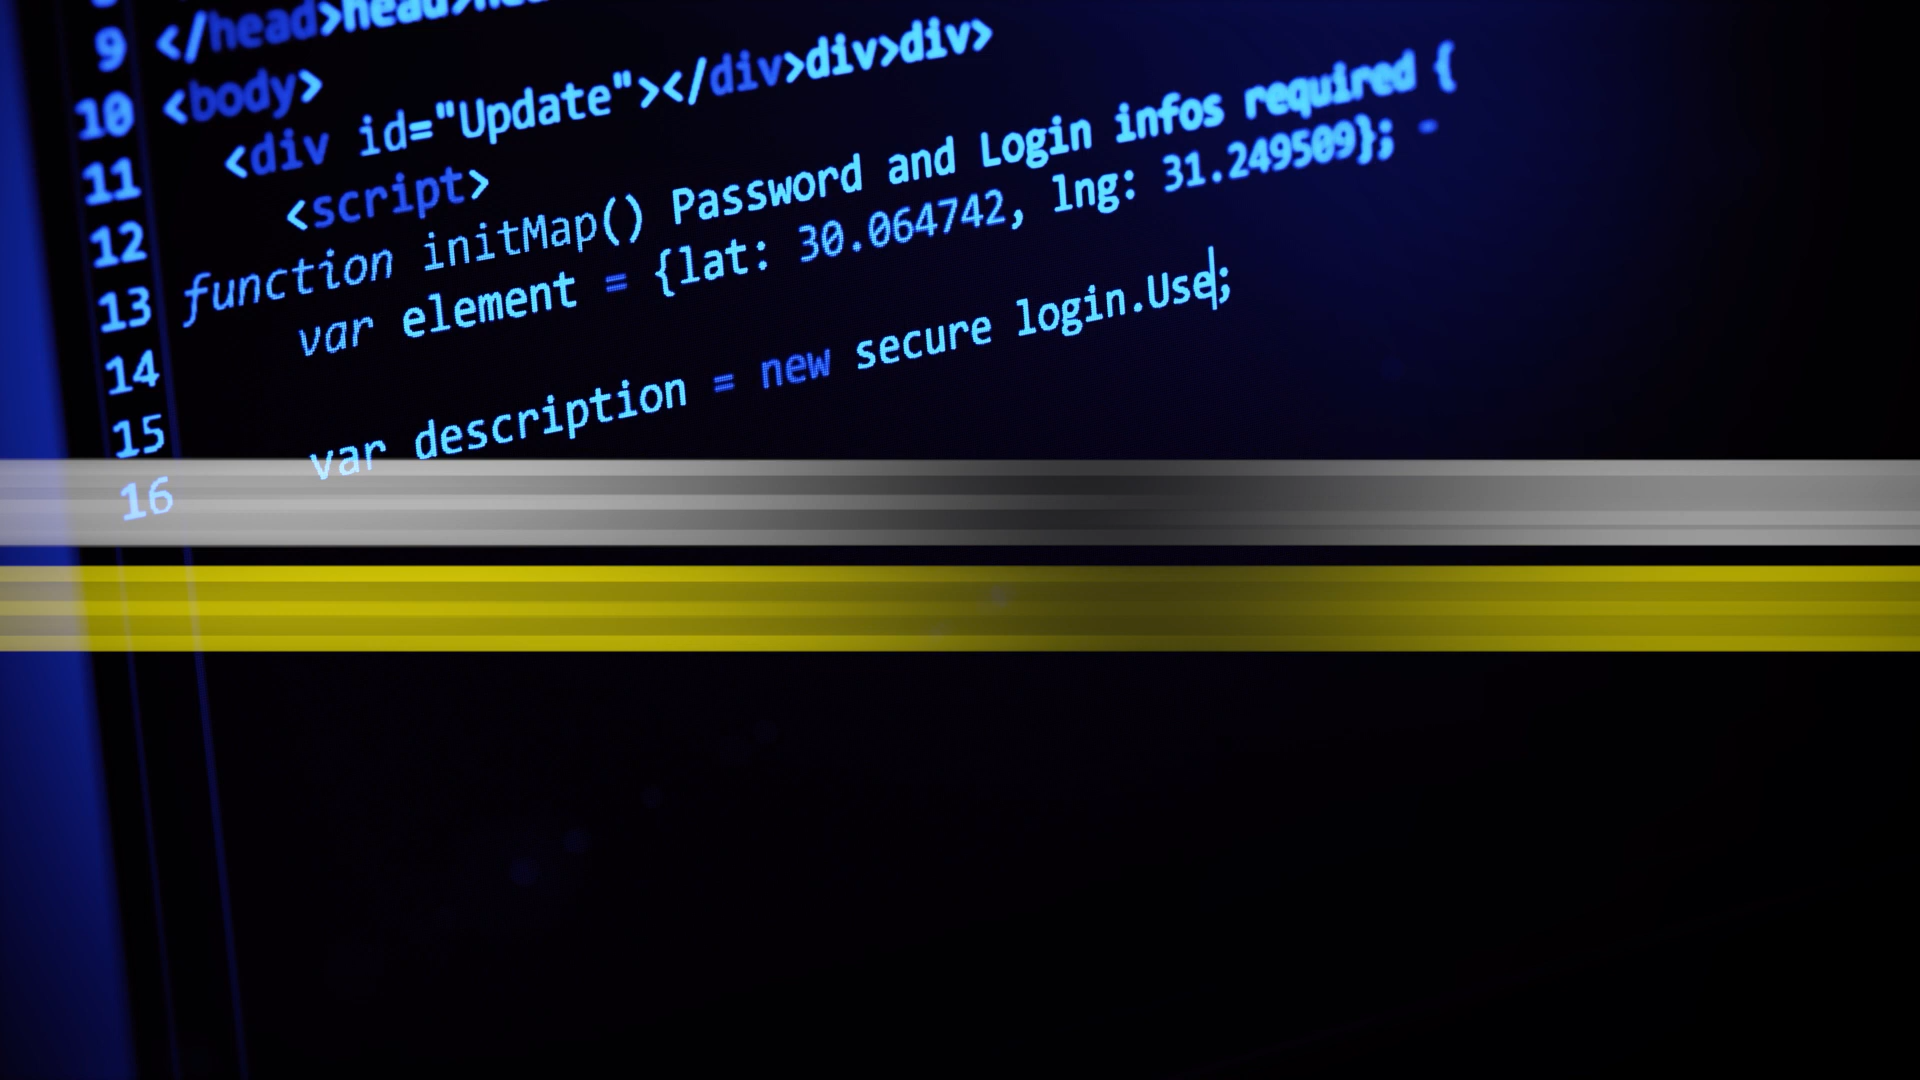 9 </head>head>
10 <body>
11 <div id="Update"></div>div>div>
12 <script>
13 function initMap() Password and Login infos required {
14 var element = {lat: 30.064742, lng: 31.249509}; -
15
16 var description = new secure login.Use;